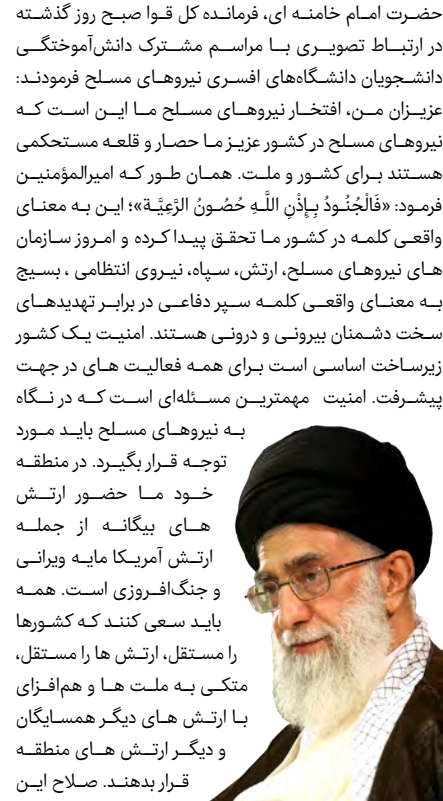 حضرت امام خامنه ای، فرمانده کل قوا صبح روز گذشته
در ارتباط تصویری با مراسم مشترک دانش‌آموختگی
دانشجویان دانشگاه‌های افسری نیروهای مسلح فرمودند:
عزیزان من، افتخار نیروهای مسلح ما این است که
نیروهای مسلح در کشور عزیز ما حصار و قلعه مستحکمی
هستند برای کشور و ملت. همان طور که امیرالمؤمنین
فرمود: «فَالْجُنُودُ بِإِذْنِ اللَّهِ حُصُونُ الرَّعِیَّة»؛ این به معنای
واقعی کلمه در کشور ما تحقق پیدا کرده و امروز سازمان
های نیروهای مسلح، ارتش، سپاه، نیروی انتظامی ، بسیج
به معنای واقعی کلمه سپر دفاعی در برابر تهدیدهای
سخت دشمنان بیرونی و درونی هستند. امنیت یک کشور
زیرساخت اساسی است برای همه فعالیت های در جهت
پیشرفت. امنیت مهمترین مسئله‌ای است که در نگاه
به نیروهای مسلح باید مورد
توجه قرار بگیرد. در منطقه
خود ما حضور ارتش
های بیگانه از جمله
ارتش آمریکا مایه ویرانی
و جنگ‌افروزی است. همه
باید سعی کنند که کشورها
را مستقل، ارتش ها را مستقل،
متکی به ملت ها و هم‌افزای
با ارتش های دیگر همسایگان
و دیگر ارتش های منطقه
قرار بدهند. صلاح این